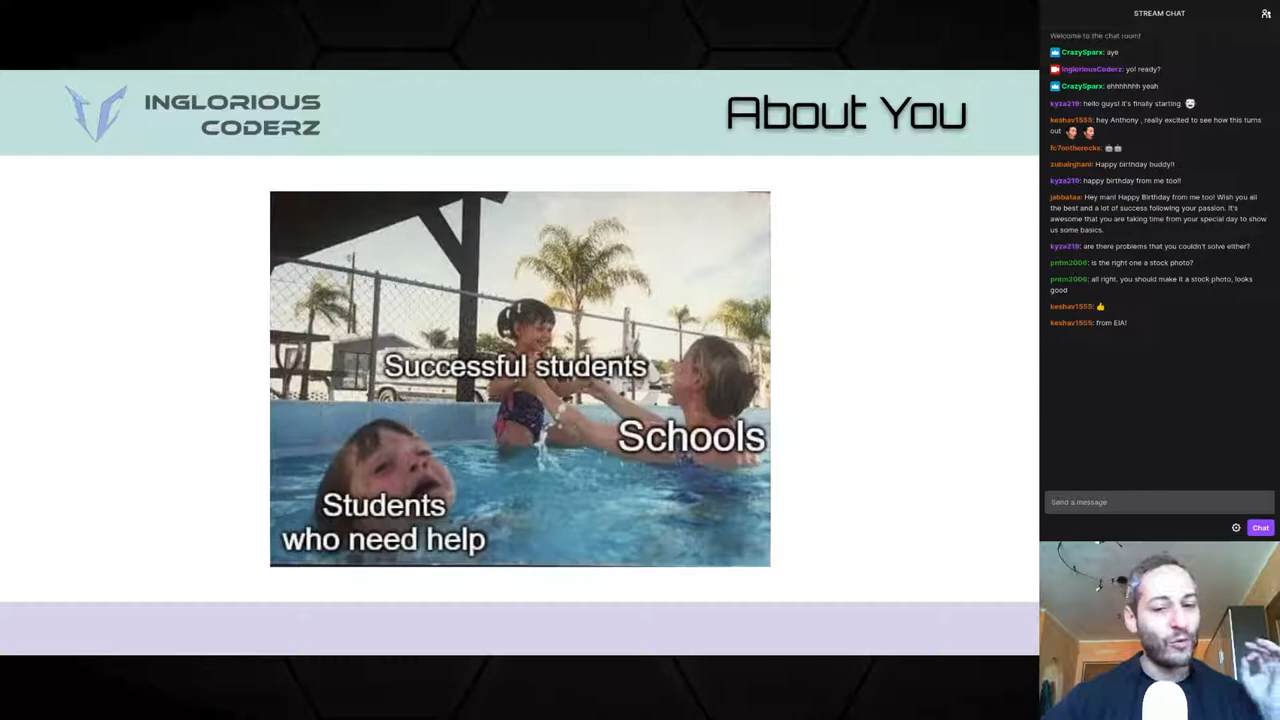 INGLORIOUS
CODERZ
About You
Successful students
Schools
Students
who need help
STREAM CHAT
Welcome to the chat room!
CrazySparx: aye
IngloriousCoderz: yo! ready?
CrazySparx: ehhhhhhh yeah
kyza219: hello guys! it's finally starting
keshav1555: hey Anthony , really excited to see how this turns
out
fc7ontherocks:
zubairghani: Happy birthday buddy!!
kyza219: happy birthday from me too!!
jabbataa: Hey man! Happy Birthday from me too! Wish you all
the best and a lot of success following your passion. It's
awesome that you are taking time from your special day to show
us some basics.
kyza219: are there problems that you couldn't solve either?
pntm2006: is the right one a stock photo?
pntm2006: all right. you should make it a stock photo, looks
good
keshav1555: 👍
keshav1555: from EIA!
Send a message
Chat